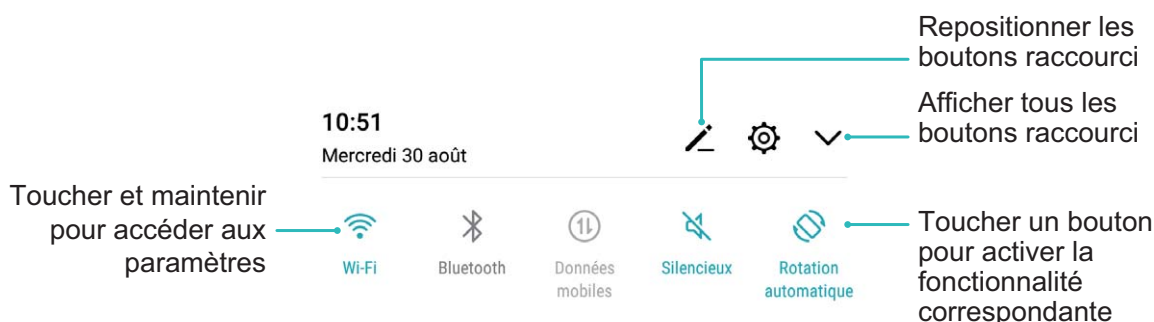 Repositionner les
boutons raccourci
Afficher tous les
boutons raccourci
10:51
Mercredi 30 août
Toucher et maintenir
pour accéder aux
paramètres
Wi-Fi
Bluetooth
Données
mobiles
Silencieux
Rotation
automatique
Toucher un bouton
pour activer la
fonctionnalité
correspondante